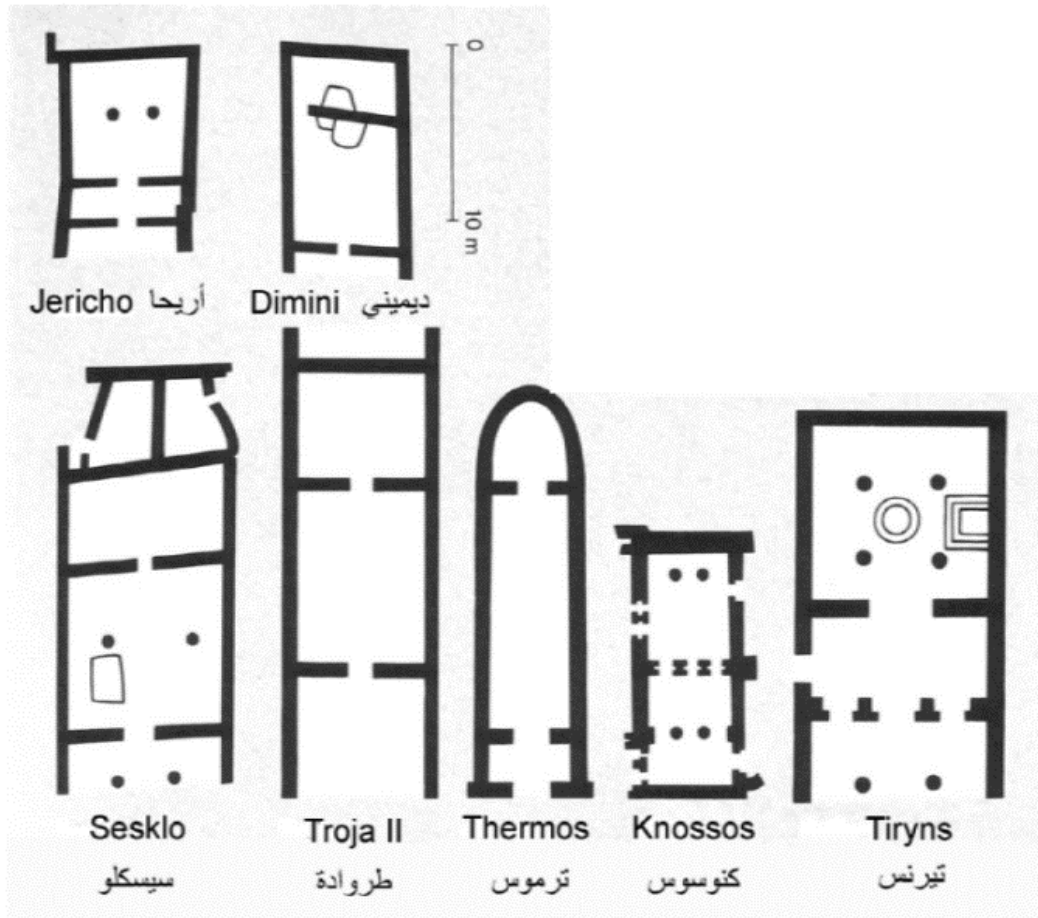 0
10 m
Jericho أريحا
Dimini ديميني
Sesklo
Troja II
Thermos
Knossos
Tiryns
سيسكلو
طروادة
ترموس
كنوسوس
تيرنس